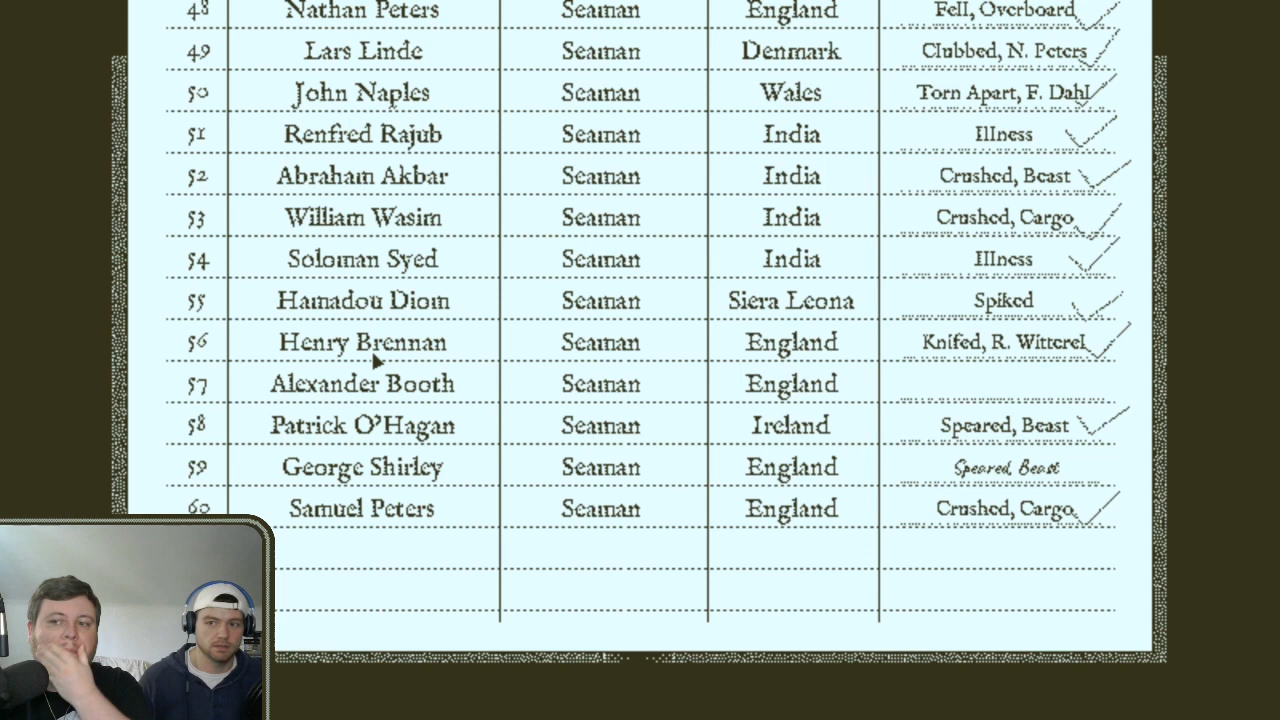 48 Nathan Peters Seaman England Fell, Overboard
49 Lars Linde Seaman Denmark Clubbed, N. Peters
50 John Naples Seaman Wales Torn Apart, F. Dahl
51 Renfred Rajub Seaman India Illness
52 Abraham Akbar Seaman India Crushed, Beast
53 William Wasim Seaman India Crushed, Cargo
54 Soloman Syed Seaman India Illness
55 Hamadou Diom Seaman Siera Leona Spiked
56 Henry Brennan Seaman England Knifed, R. Witterel
57 Alexander Booth Seaman England
58 Patrick O'Hagan Seaman Ireland Speared, Beast
59 George Shirley Seaman England Speared, Beast
60 Samuel Peters Seaman England Crushed, Cargo